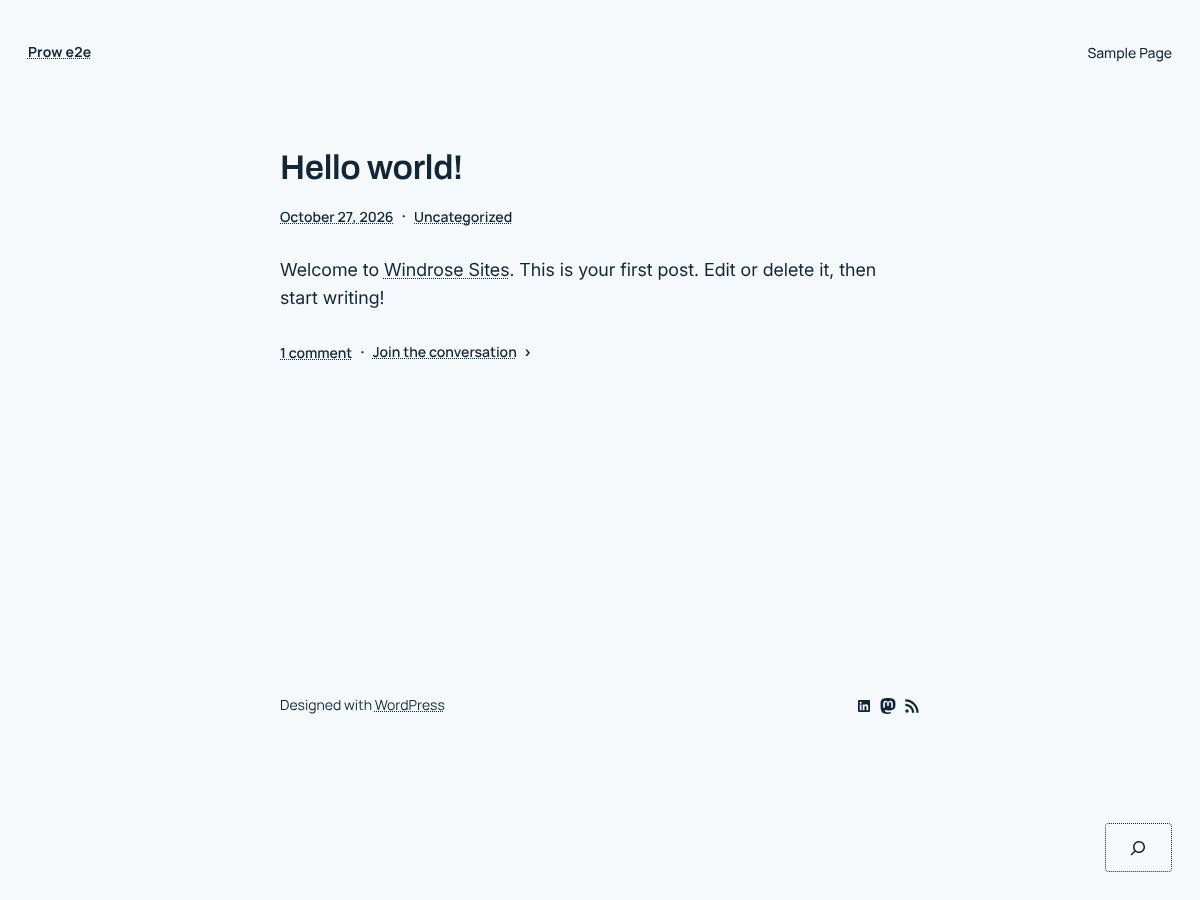 Prow e2e
Sample Page
Hello world!
October 27, 2026 · Uncategorized
Welcome to Windrose Sites. This is your first post. Edit or delete it, then
start writing!
1 comment · Join the conversation ›
Designed with WordPress